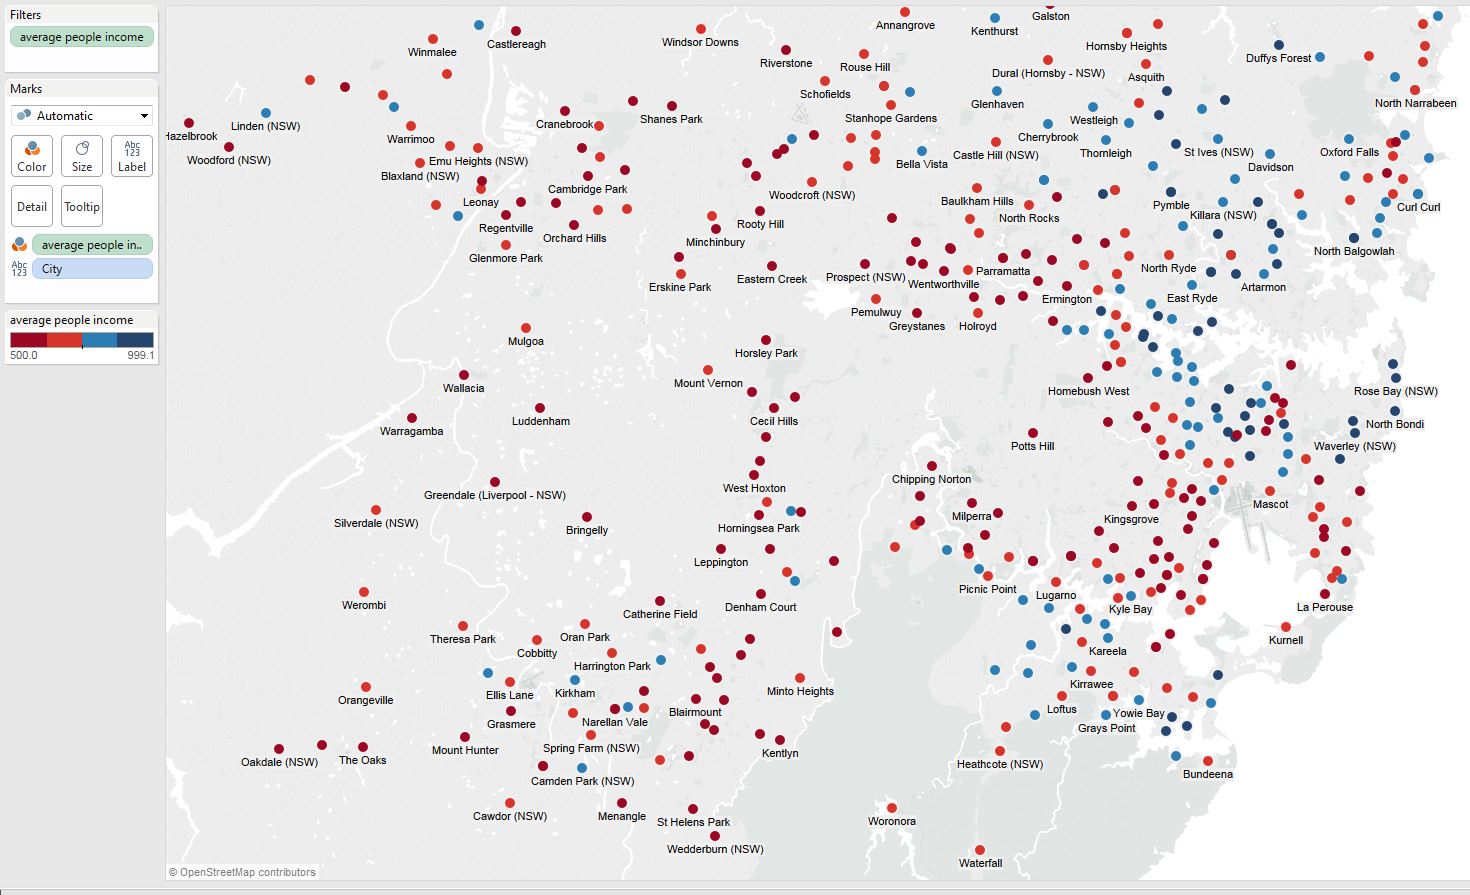 Filters
average people income
Marks
Automatic
Color
Size
Abc
123
Label
Detail
Tooltip
average people in..
Abc
123
City
average people income
500.0
999.1
Castlereagh
Winmalee
Windsor Downs
Riverstone
Annangrove
Kenthurst
Galston
Hornsby Heights
Duffys Forest
Rouse Hill
Dural (Hornsby - NSW)
Asquith
Schofields
Glenhaven
North Narrabeen
Linden (NSW)
Hazelbrook
Woodford (NSW)
Warrimoo
Cranebrook
Shanes Park
Stanhope Gardens
Westleigh
Cherrybrook
Emu Heights (NSW)
Blaxland (NSW)
Bella Vista
Castle Hill (NSW)
Thornleigh
St Ives (NSW)
Davidson
Oxford Falls
Leonay
Cambridge Park
Woodcroft (NSW)
Baulkham Hills
Pymble
Curl Curl
Regentville
Orchard Hills
Minchinbury
Rooty Hill
North Rocks
Killara (NSW)
Glenmore Park
North Balgowlah
Erskine Park
Eastern Creek
Prospect (NSW)
Wentworthville
Parramatta
North Ryde
Artarmon
Pemulwuy
Greystanes
Holroyd
Ermington
East Ryde
Mulgoa
Horsley Park
Wallacia
Mount Vernon
Homebush West
Rose Bay (NSW)
Warragamba
Luddenham
Cecil Hills
North Bondi
Potts Hill
Waverley (NSW)
Chipping Norton
Greendale (Liverpool - NSW)
West Hoxton
Silverdale (NSW)
Bringelly
Horningsea Park
Milperra
Kingsgrove
Mascot
Leppington
Picnic Point
Werombi
Catherine Field
Denham Court
Lugarno
Kyle Bay
La Perouse
Theresa Park
Cobbitty
Oran Park
Kurnell
Harrington Park
Kareela
Orangeville
Ellis Lane
Kirkham
Minto Heights
Kirrawee
Grasmere
Narellan Vale
Blairmount
Loftus
Yowie Bay
Grays Point
Oakdale (NSW)
The Oaks
Mount Hunter
Spring Farm (NSW)
Kentlyn
Heathcote (NSW)
Bundeena
Camden Park (NSW)
Cawdor (NSW)
Menangle
St Helens Park
Woronora
Wedderburn (NSW)
Waterfall
© OpenStreetMap contributors